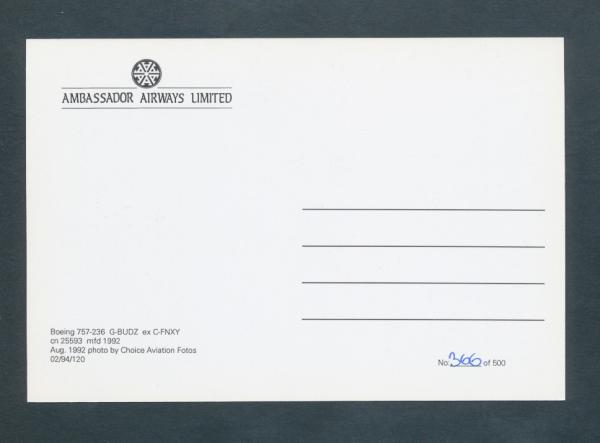 AMBASSADOR AIRWAYS LIMITED
Boeing 757-236 G-BUDZ ex C-FNXY
cn 25593 mfd 1992
Aug. 1992 photo by Choice Aviation Fotos
02/94/120
No. 366 of 500